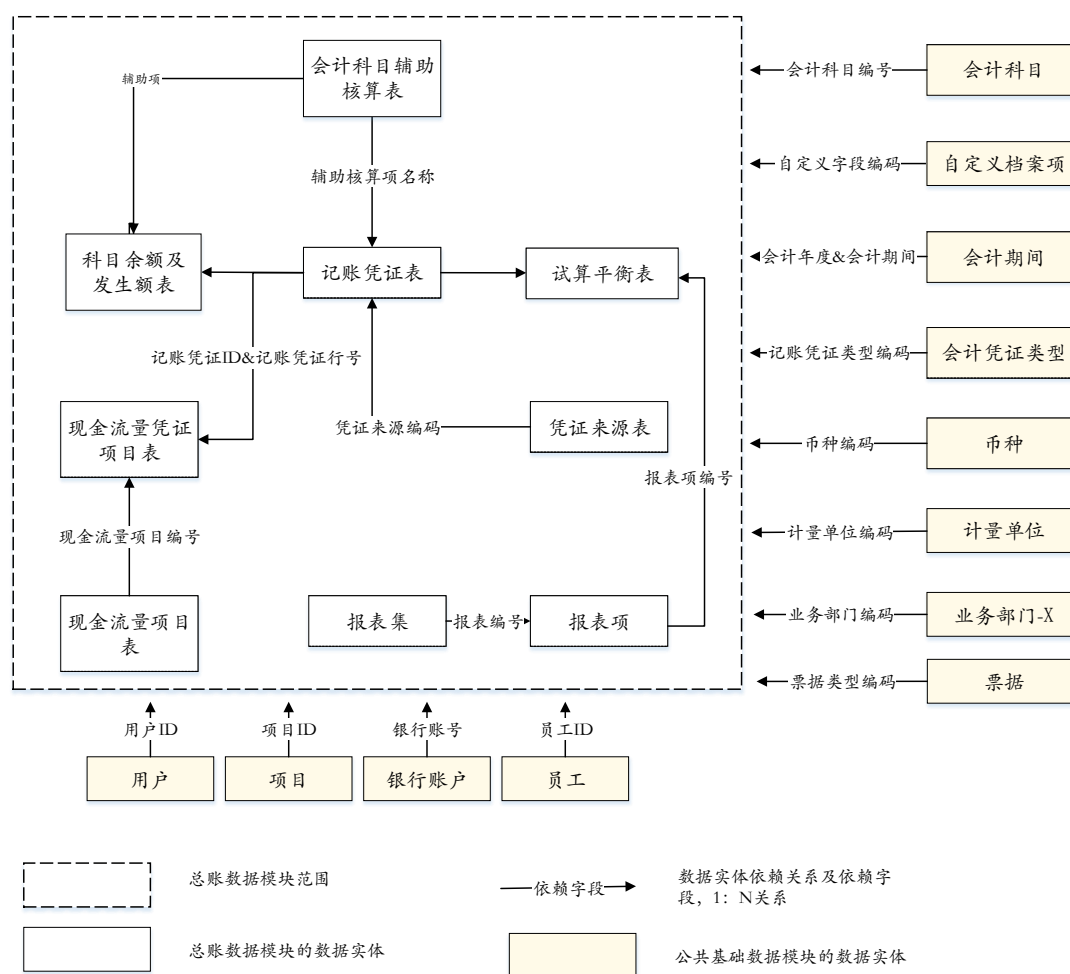 会计科目辅助
核算表
辅助项
会计科目编号
会计科目
辅助核算项名称
自定义字段编码
自定义档案项
科目余额及
发生额表
记账凭证表
试算平衡表
会计年度&会计期间
会计期间
记账凭证ID&记账凭证行号
记账凭证类型编码
会计凭证类型
现金流量凭证
项目表
凭证来源编码
凭证来源表
币种编码
币种
报表项编号
现金流量项目编号
计量单位编码
计量单位
现金流量项目
表
报表集
报表编号
报表项
业务部门编码
业务部门-X
票据类型编码
票据
用户ID
项目ID
银行账号
员工ID
用户
项目
银行账户
员工
总账数据模块范围
依赖字段
数据实体依赖关系及依赖字
段，1：N关系
总账数据模块的数据实体
公共基础数据模块的数据实体